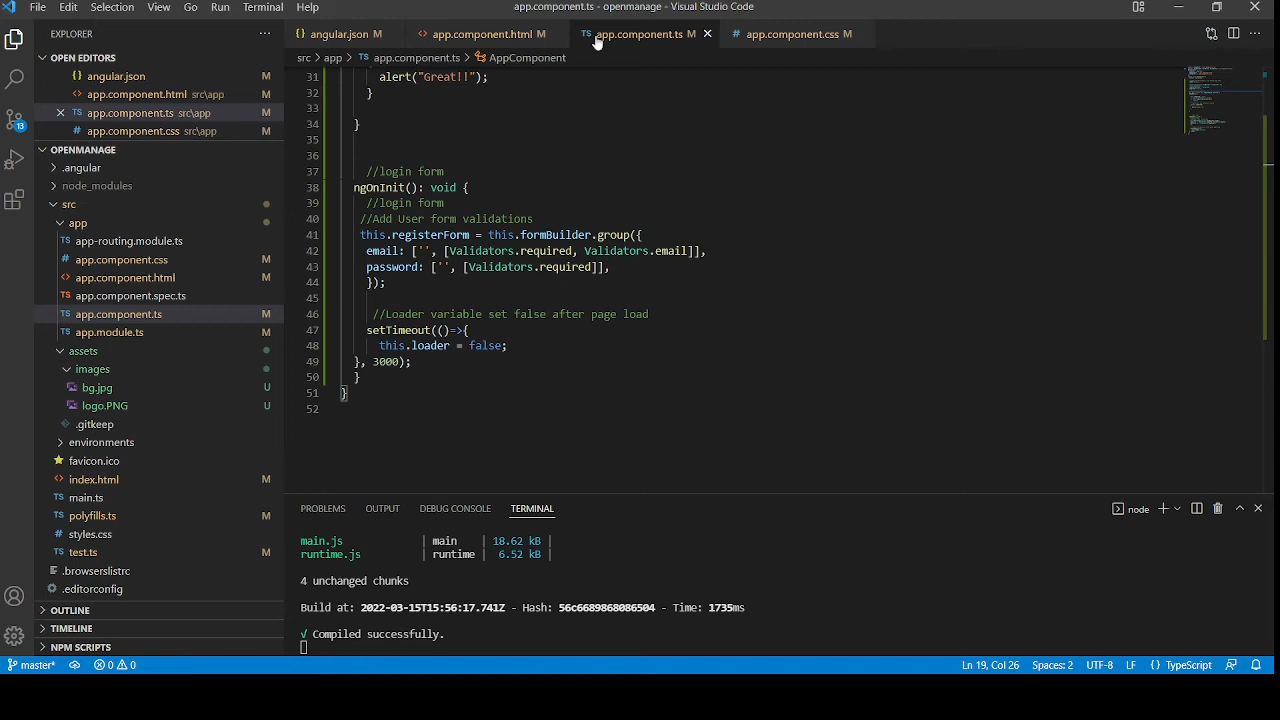 File Edit Selection View Go Run Terminal Help
app.component.ts - openmanage - Visual Studio Code
EXPLORER
OPEN EDITORS
angular.json M
app.component.html src\app M
app.component.ts src\app M
app.component.css src\app M
OPENMANAGE
.angular
node_modules
src
app
app-routing.module.ts
app.component.css M
app.component.html M
app.component.spec.ts
app.component.ts M
app.module.ts M
assets
images
bg.jpg U
logo.PNG U
.gitkeep
environments
favicon.ico
index.html M
main.ts
polyfills.ts M
styles.css
test.ts M
.browserslistrc
.editorconfig
OUTLINE
TIMELINE
NPM SCRIPTS
13
angular.json M app.component.html M TS app.component.ts M app.component.css M
src > app > TS app.component.ts > AppComponent
31 alert("Great!!");
32 }
33
34 }
35
36
37 //login form
38 ngOnInit(): void {
39 //login form
40 //Add User form validations
41 this.registerForm = this.formBuilder.group({
42 email: ['', [Validators.required, Validators.email]],
43 password: ['', [Validators.required]],
44 });
45
46 //Loader variable set false after page load
47 setTimeout(()=>{
48 this.loader = false;
49 }, 3000);
50 }
51 }
52
PROBLEMS OUTPUT DEBUG CONSOLE TERMINAL
node
main.js | main | 18.62 kB |
runtime.js | runtime | 6.52 kB |
4 unchanged chunks
Build at: 2022-03-15T15:56:17.741Z - Hash: 56c6689868086504 - Time: 1735ms
√ Compiled successfully.
master* 0 0
Ln 19, Col 26 Spaces: 2 UTF-8 LF {} TypeScript